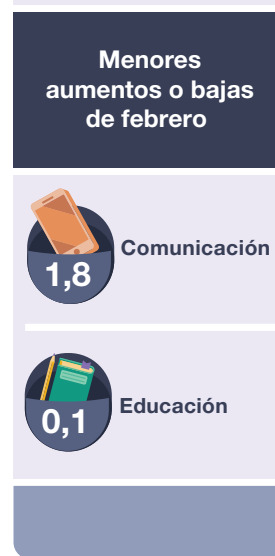 Menores
aumentos o bajas
de febrero
Comunicación
1,8
Educación
0,1